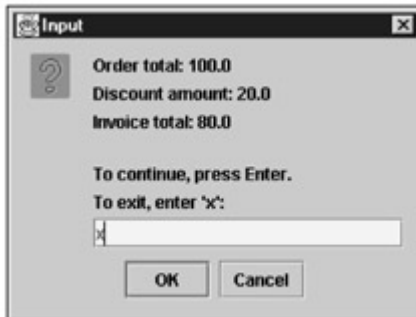 Input
Order total: 100.0
Discount amount: 20.0
Invoice total: 80.0
To continue, press Enter.
To exit, enter 'x':
x
OK Cancel